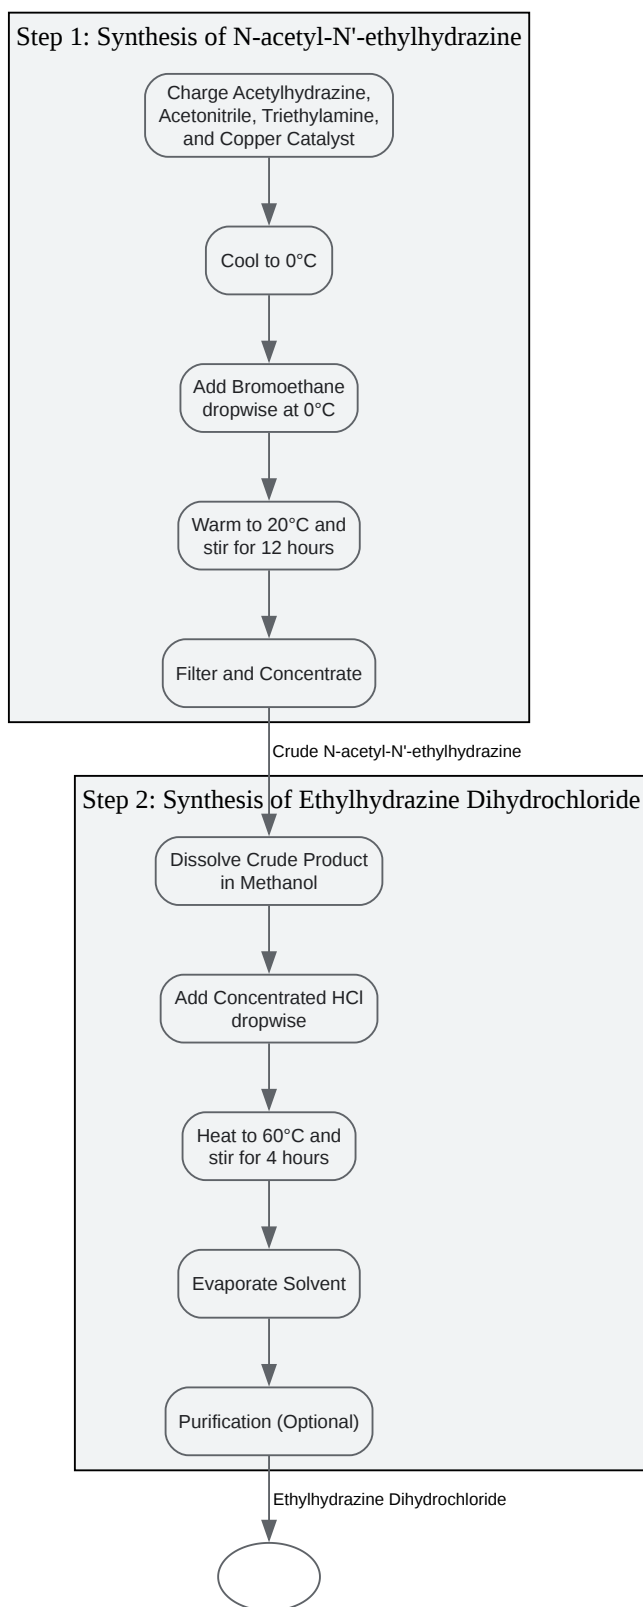 Step 1: Synthesis of N-acetyl-N'-ethylhydrazine
Charge Acetylhydrazine,
Acetonitrile, Triethylamine,
and Copper Catalyst
Cool to 0°C
Add Bromoethane
dropwise at 0°C
Warm to 20°C and
stir for 12 hours
Filter and Concentrate
Crude N-acetyl-N'-ethylhydrazine
Step 2: Synthesis of Ethylhydrazine Dihydrochloride
Dissolve Crude Product
in Methanol
Add Concentrated HCl
dropwise
Heat to 60°C and
stir for 4 hours
Evaporate Solvent
Purification (Optional)
Ethylhydrazine Dihydrochloride